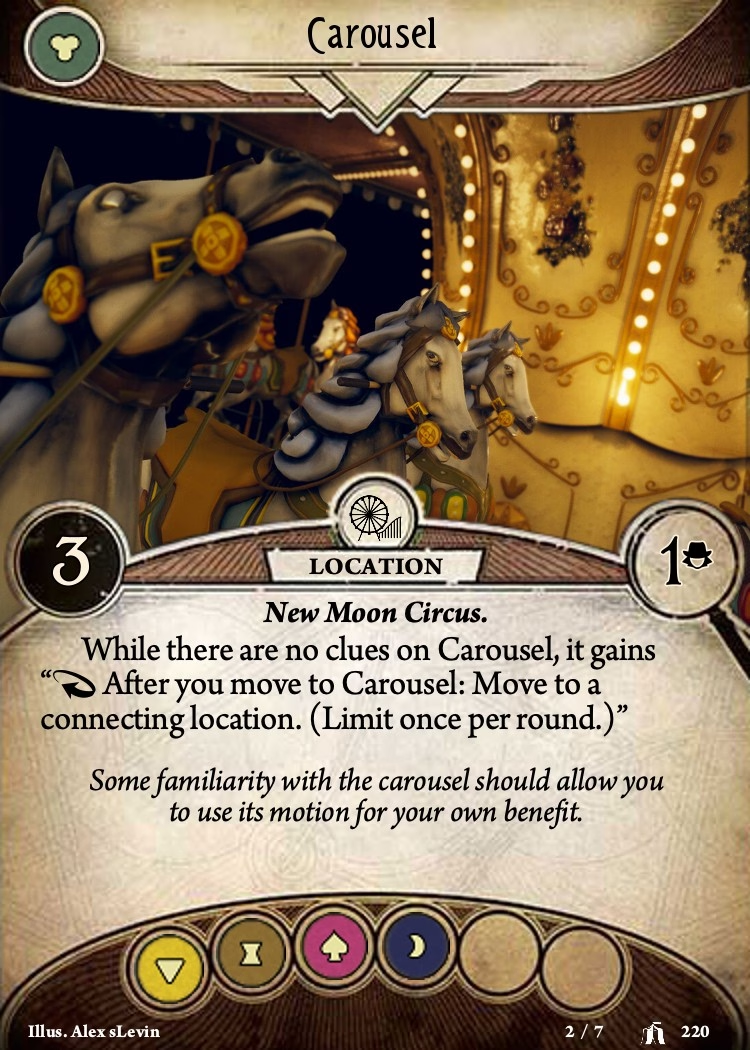 Carousel
3
1
LOCATION
New Moon Circus.
While there are no clues on Carousel, it gains
“ After you move to Carousel: Move to a
connecting location. (Limit once per round.)”
Some familiarity with the carousel should allow you
to use its motion for your own benefit.
Illus. Alex sLevin
2 / 7
220